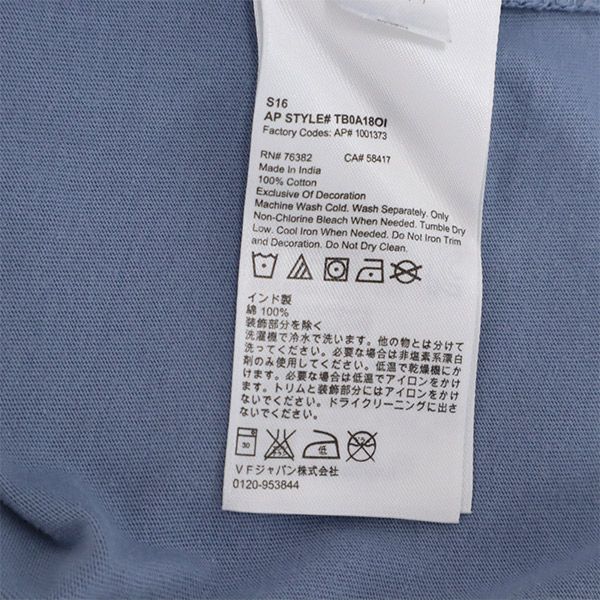 S16
AP STYLE# TB0A18OI
Factory Codes: AP# 1001373
RN# 76382 CA# 58417
Made in India
100% Cotton
Exclusive Of Decoration
Machine Wash Cold. Wash Separately. Only
Non-Chlorine Bleach When Needed. Tumble Dry
Low. Cool Iron When Needed. Do Not Iron Trim
and Decoration. Do Not Dry Clean.
インド製
綿 100%
装飾部分を除く
洗濯機で冷水で洗います。他の物とは分けて
洗ってください。必要な場合は非塩素系漂白
剤のみ使用してください。低温で乾燥機にか
けます。必要な場合は低温でアイロンをかけ
ます。トリムと装飾部分にアイロンをかけ
ないでください。ドライクリーニングに出さ
ないでください。
30
低
VFジャパン株式会社
0120-953844